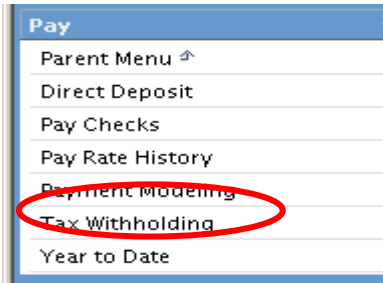 Pay
Parent Menu
Direct Deposit
Pay Checks
Pay Rate History
Payment Modeling
Tax Withholding
Year to Date